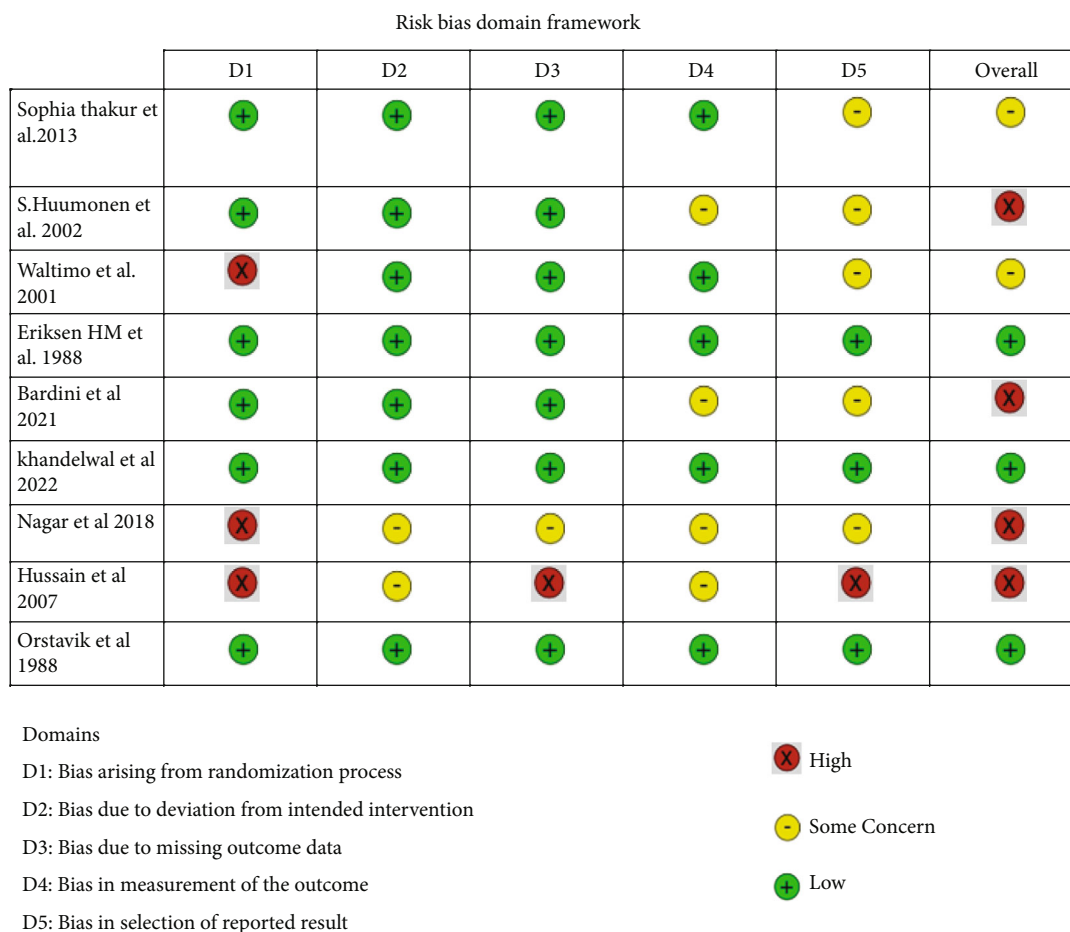 Risk bias domain framework
D1 D2 D3 D4 D5 Overall
Sophia thakur et
al.2013
+ + + + - -
S.Huumonen et
al. 2002
+ + + - - X
Waltimo et al.
2001
X + + + - -
Eriksen HM et
al. 1988
+ + + + + +
Bardini et al
2021
+ + + - - X
khandelwal et al
2022
+ + + + + +
Nagar et al 2018
X - - - - X
Hussain et al
2007
X - X - X X
Orstavik et al
1988
+ + + + + +
Domains
D1: Bias arising from randomization process
D2: Bias due to deviation from intended intervention
D3: Bias due to missing outcome data
D4: Bias in measurement of the outcome
D5: Bias in selection of reported result
X High
- Some Concern
+ Low